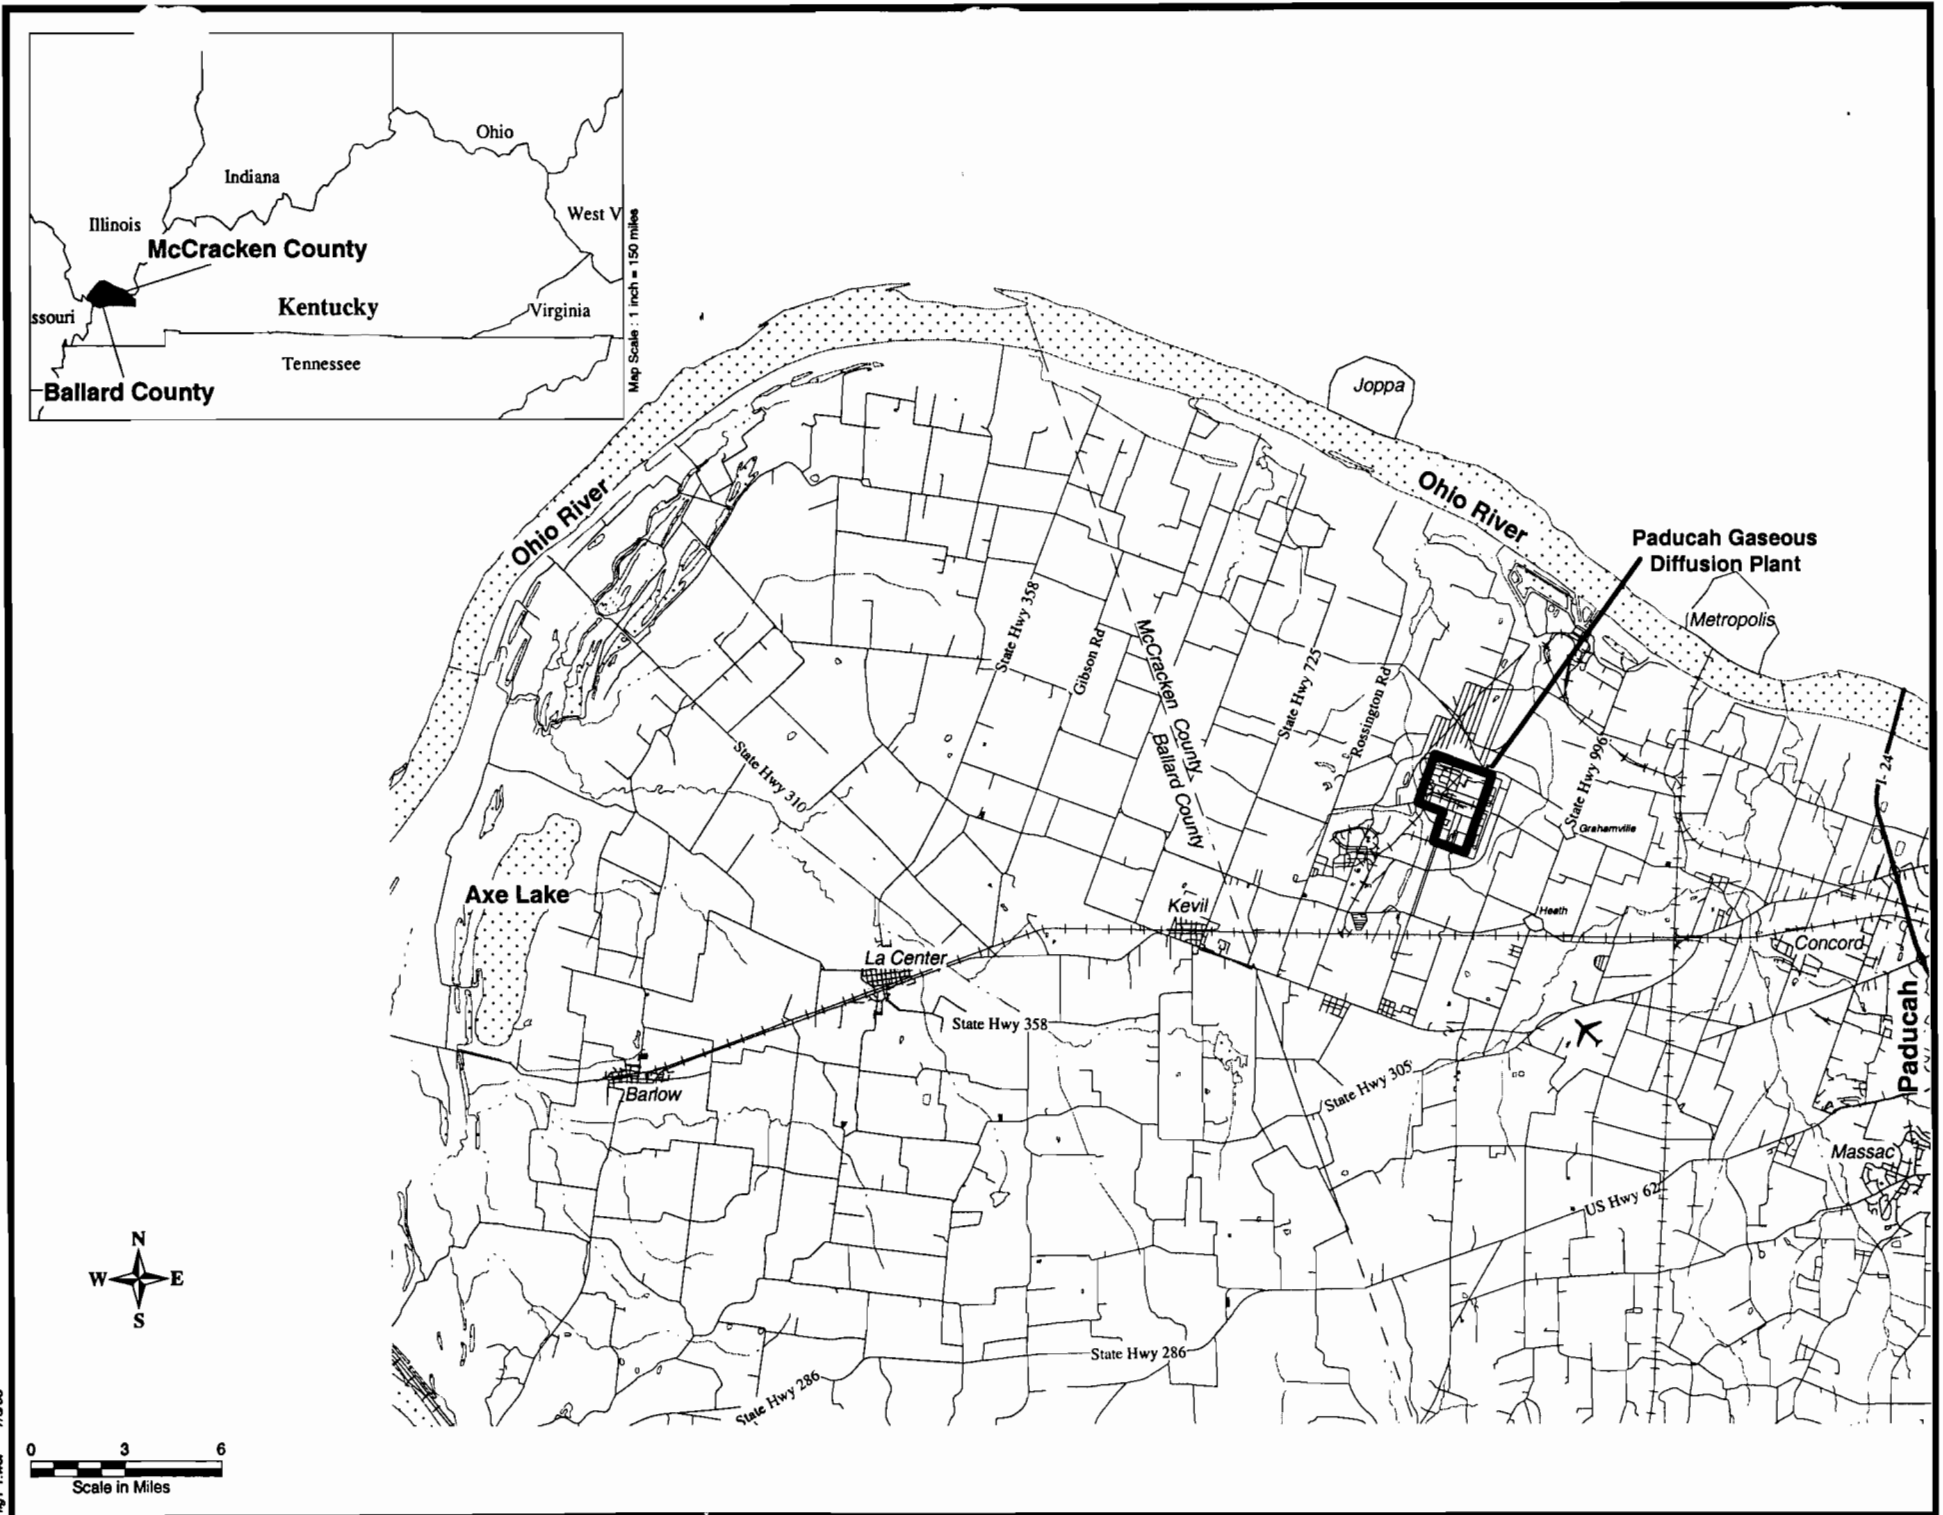 Ohio
Indiana
West V
Illinois
McCracken County
Kentucky
ssouri
Virginia
Tennessee
Ballard County
Map Scale : 1 inch = 150 miles
Joppa
Ohio River
Ohio River
Paducah Gaseous
Diffusion Plant
Metropolis
State Hwy 358
Gibson Rd
McCracken County
Ballard County
State Hwy 725
Rossington Rd
State Hwy 996
I-24
State Hwy 310
Grahamville
Axe Lake
Kevil
Heath
Concord
La Center
State Hwy 358
Paducah
State Hwy 305
Barlow
Massac
US Hwy 62
N
W E
S
State Hwy 286
State Hwy 286
0 3 6
Scale in Miles